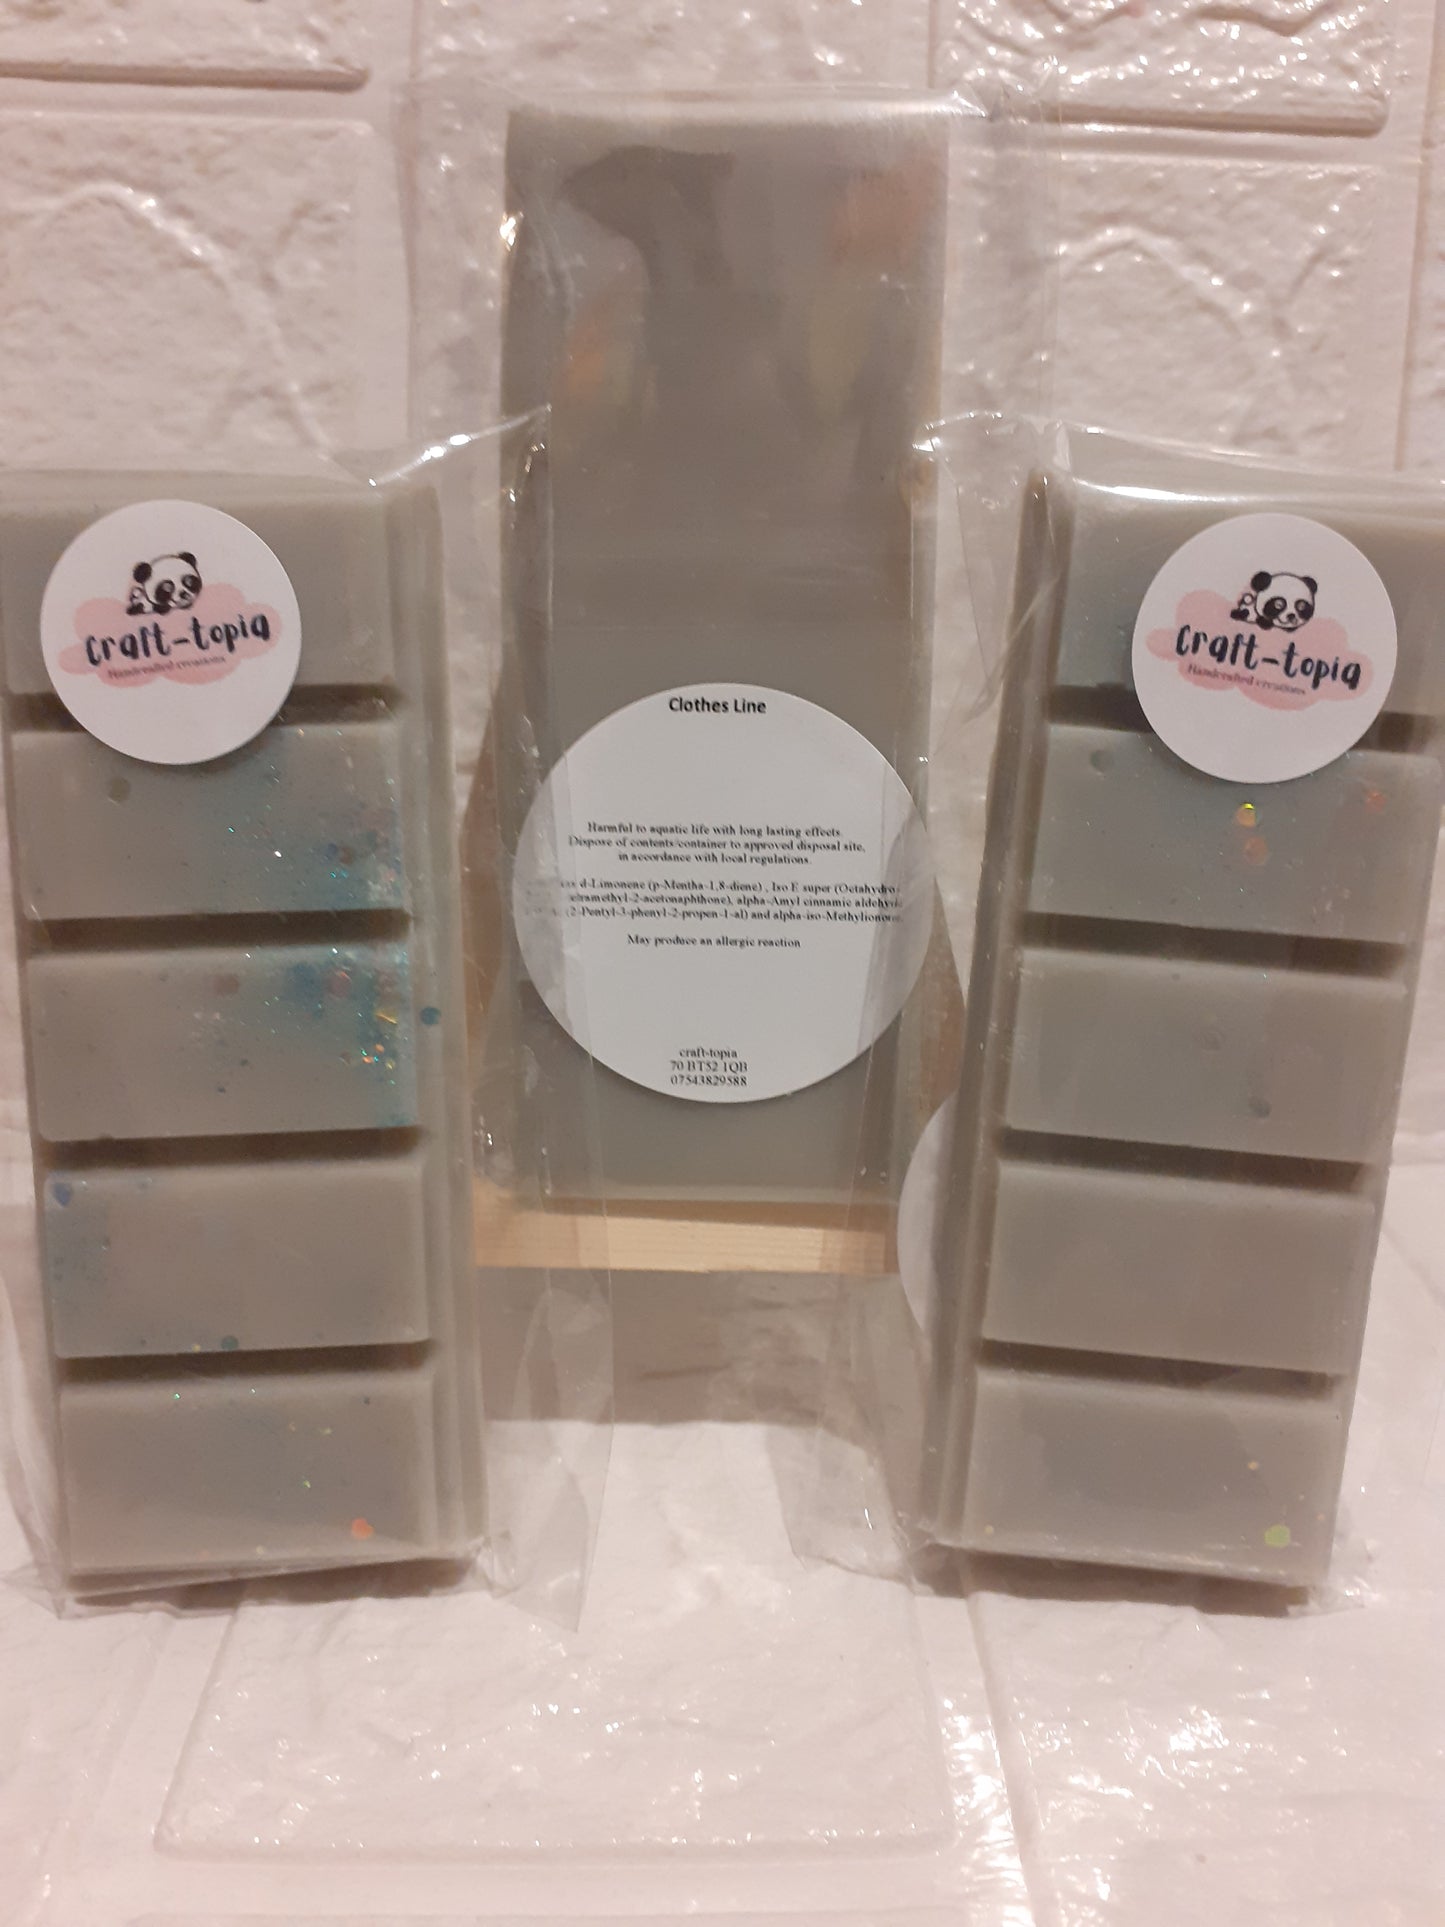 Craft-topia
Handcrafted creations
Clothes Line
Harmful to aquatic life with long lasting effects.
Dispose of contents/container to approved disposal site,
in accordance with local regulations.
d-Limonene (p-Mentha-1,8-diene) , Iso E super (Octahydro-
tetramethyl-2-acetonaphthone), alpha-Amyl cinnamic aldehyde
(2-Pentyl-3-phenyl-2-propen-1-al) and alpha-iso-Methylionone.
May produce an allergic reaction
craft-topia
70 BT52 1QB
07543829588
Craft-topia
Handcrafted creations